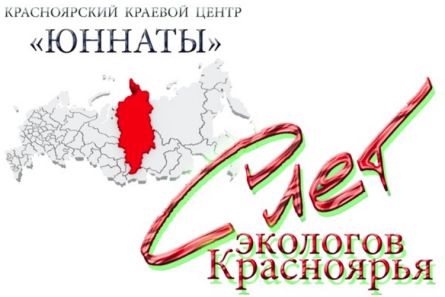 КРАСНОЯРСКИЙ КРАЕВОЙ ЦЕНТР
«ЮННАТЫ»
Слет
экологов
Красноярья